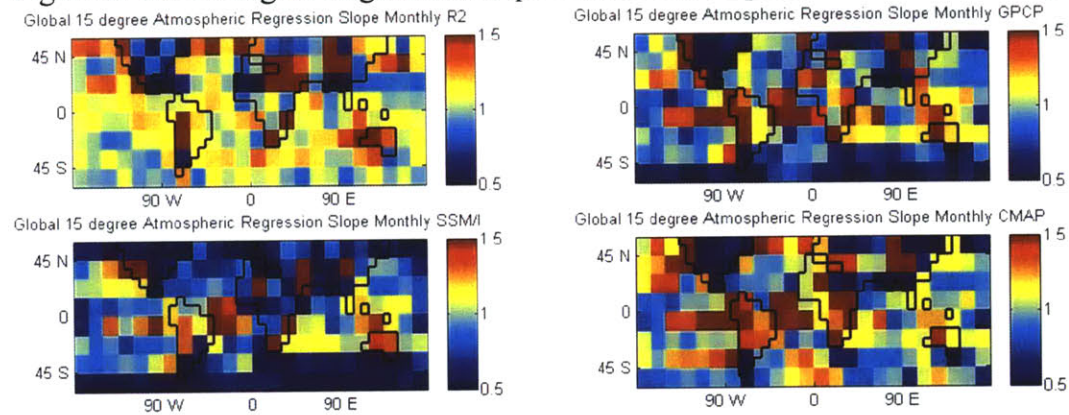 Global 15 degree Atmospheric Regression Slope Monthly R2
45 N
0
45 S
90 W 0 90 E
1 5
1
0.5
Global 15 degree Atmospheric Regression Slope Monthly GPCP
45 N
0
45 S
90 W 0 90 E
1 5
1
0.5
Global 15 degree Atmospheric Regression Slope Monthly SSM/I
45 N
0
45 S
90 W 0 90 E
1 5
1
0.5
Global 15 degree Atmospheric Regression Slope Monthly CMAP
45 N
0
45 S
90 W 0 90 E
1 5
1
0.5